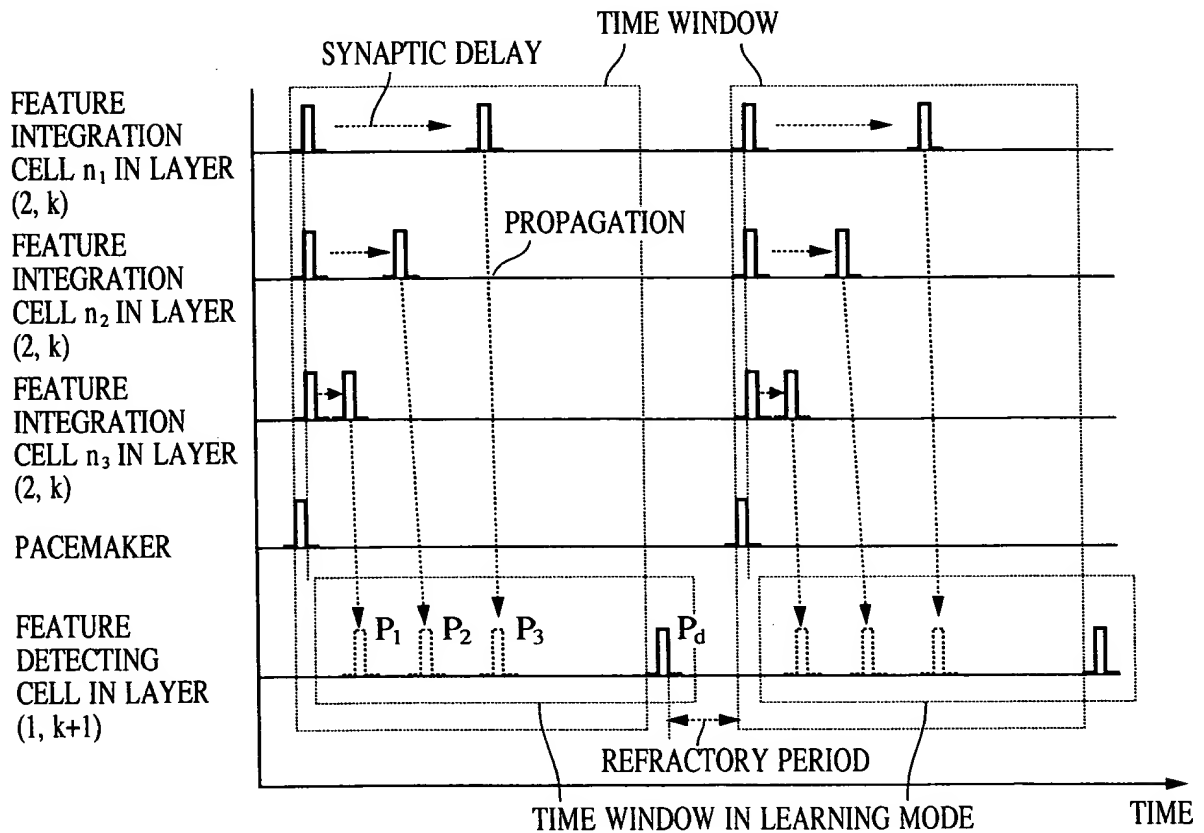 TIME WINDOW
SYNAPTIC DELAY
FEATURE
INTEGRATION
CELL n₁ IN LAYER
(2, k)
PROPAGATION
FEATURE
INTEGRATION
CELL n₂ IN LAYER
(2, k)
FEATURE
INTEGRATION
CELL n₃ IN LAYER
(2, k)
PACEMAKER
FEATURE
DETECTING
CELL IN LAYER
(1, k+1)
P₁ P₂ P₃ Pd
REFRACTORY PERIOD
TIME WINDOW IN LEARNING MODE
TIME